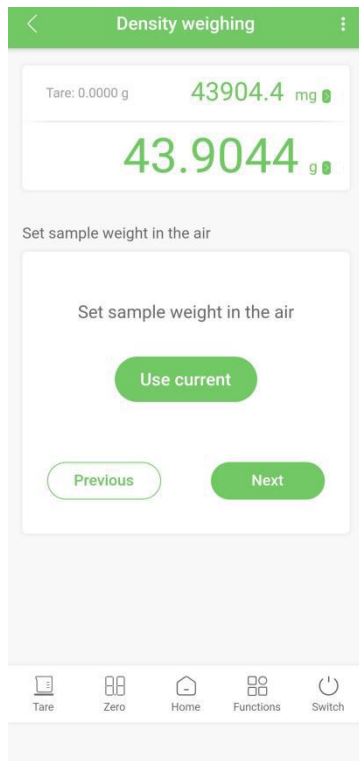 Density weighing
Tare: 0.0000 g 43904.4 mg
43.9044 g
Set sample weight in the air
Set sample weight in the air
Use current
Previous Next
Tare Zero Home Functions Switch